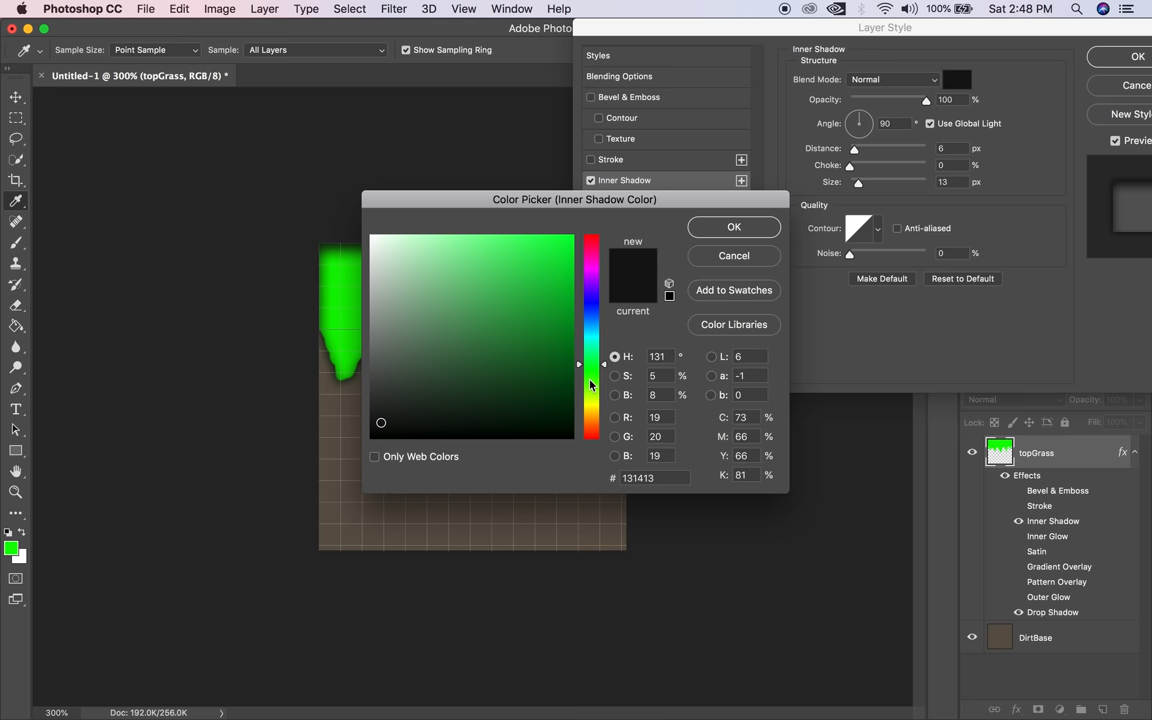 Photoshop CC File Edit Image Layer Type Select Filter 3D View Window Help 100% Sat 2:48 PM
Adobe Photo
Layer Style
Sample Size: Point Sample Sample: All Layers Show Sampling Ring
Untitled-1 @ 300% (topGrass, RGB/8) *
Styles
Blending Options
Bevel & Emboss
Contour
Texture
Stroke
Inner Shadow
Inner Shadow
Structure
Blend Mode: Normal
Opacity: 100 %
Angle: 90 ° Use Global Light
Distance: 6 px
Choke: 0 %
Size: 13 px
Quality
Contour: Anti-aliased
Noise: 0 %
Make Default Reset to Default
OK
Cance
New Style
Previe
Color Picker (Inner Shadow Color)
new
current
OK
Cancel
Add to Swatches
Color Libraries
H: 131 ° L: 6
S: 5 % a: -1
B: 8 % b: 0
R: 19 C: 73 %
G: 20 M: 66 %
B: 19 Y: 66 %
# 131413 K: 81 %
Only Web Colors
Normal Opacity: 100%
Lock: Fill: 100%
topGrass fx
Effects
Bevel & Emboss
Stroke
Inner Shadow
Inner Glow
Satin
Gradient Overlay
Pattern Overlay
Outer Glow
Drop Shadow
DirtBase
300% Doc: 192.0K/256.0K
fx